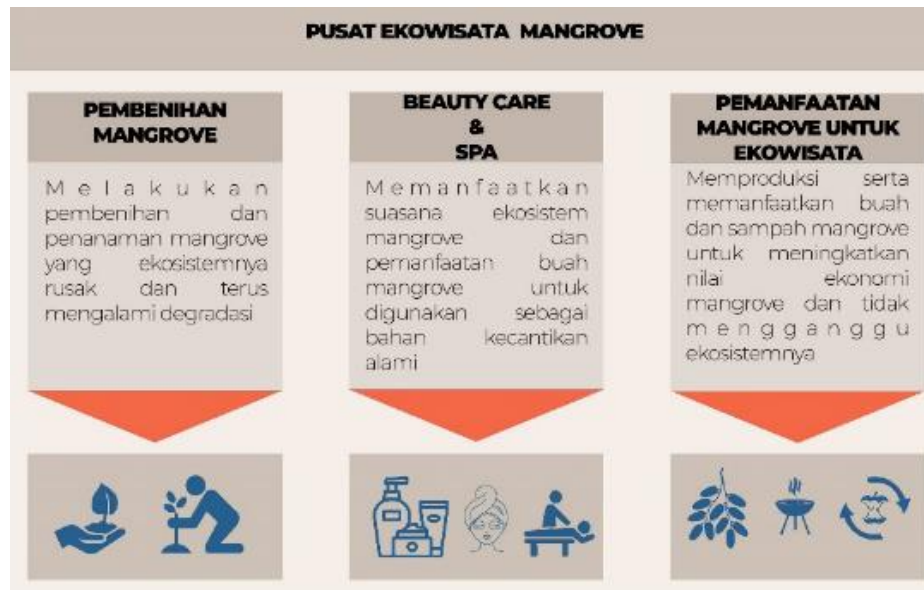 PUSAT EKOWISATA MANGROVE
PEMBENIHAN
MANGROVE
Melakukan
pembenihan dan
penanaman mangrove
yang ekosistemnya
rusak dan terus
mengalami degradasi
BEAUTY CARE
&
SPA
Memanfaatkan
suasana ekosistem
mangrove dan
pemanfaatan buah
mangrove untuk
digunakan sebagai
bahan kecantikan
alami
PEMANFAATAN
MANGROVE UNTUK
EKOWISATA
Memproduksi serta
memanfaatkan buah
dan sampah mangrove
untuk meningkatkan
nilai ekonomi
mangrove dan tidak
mengganggu
ekosistemnya